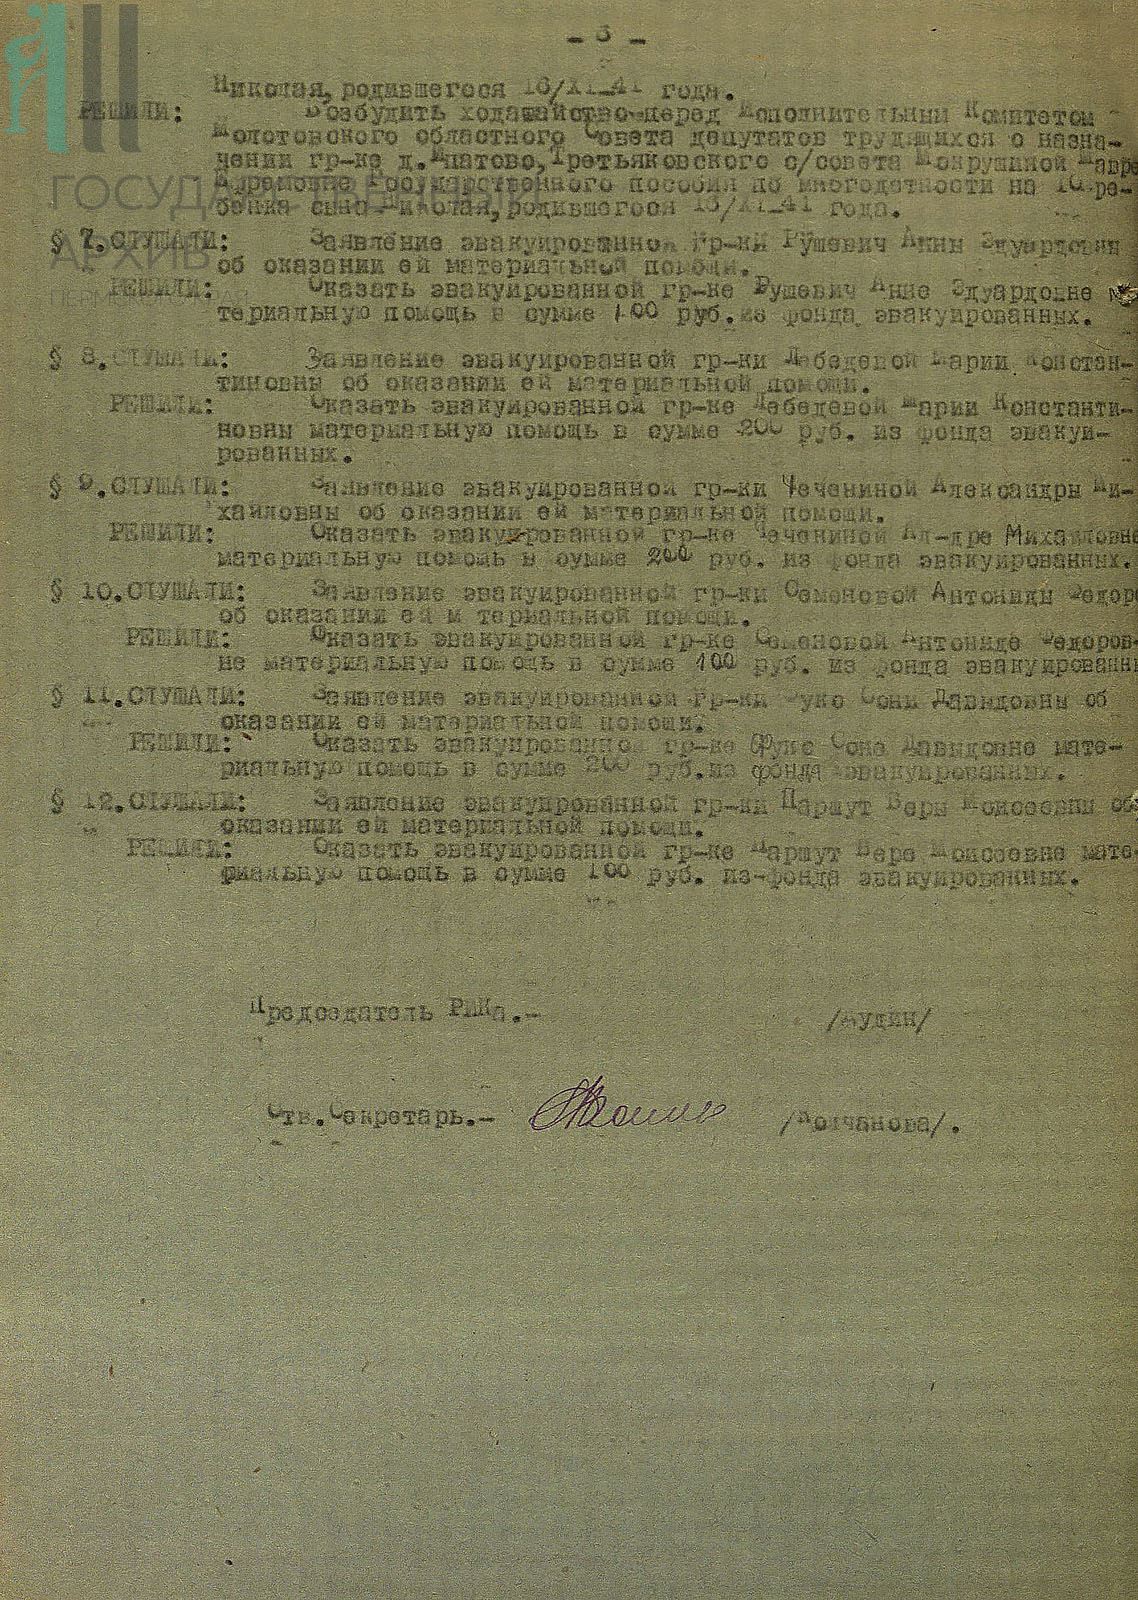 - 3 -
Николая, родившегося 16/XI-41 года.
РЕШИЛИ: Возбудить ходатайство перед Исполнительным Комитетом
Молотовского областного Совета депутатов трудящихся о назна-
чении гр-ке д. Третьяковского с/совета Мокрушиной
Государственного пособия по многодетности на 10 ре-
бенка сына Николая, родившегося 16/XI-41 года.
ГОСУДАРСТВЕННЫЙ
АРХИВ
§ 7. СЛУШАЛИ: Заявление эвакуированной гр-ки Рушевич Анны Эдуардовны
об оказании ей материальной помощи.
РЕШИЛИ: Оказать эвакуированной гр-ке Рушевич Анне Эдуардовне ма-
териальную помощь в сумме 100 руб. из фонда эвакуированных.
§ 8. СЛУШАЛИ: Заявление эвакуированной гр-ки Лебедевой Марии Констан-
тиновны об оказании ей материальной помощи.
РЕШИЛИ: Оказать эвакуированной гр-ке Лебедевой Марии Константи-
новны материальную помощь в сумме 200 руб. из фонда эвакуи-
рованных.
§ 9. СЛУШАЛИ: Заявление эвакуированной гр-ки Чечениной Александры Ми-
хайловны об оказании ей материальной помощи.
РЕШИЛИ: Оказать эвакуированной гр-ке Чечениной Ал-дре Михайловне
материальную помощь в сумме 200 руб. из фонда эвакуированных.
§ 10. СЛУШАЛИ: Заявление эвакуированной гр-ки Семеновой Антониды Федоров
об оказании ей м териальной помощи.
РЕШИЛИ: Оказать эвакуированной гр-ке Семеновой Антониде Федоров-
не материальную помощь в сумме 100 руб. из фонда эвакуированны
§ 11. СЛУШАЛИ: Заявление эвакуированной гр-ки Сони Давыдовны об
оказании ей материальной помощи.
РЕШИЛИ: Оказать эвакуированной гр-ке Соне Давыдовне мате-
риальную помощь в сумме 200 руб. из фонда эвакуированных.
§ 12. СЛУШАЛИ: Заявление эвакуированной гр-ки Паршут Веры Моисеевны об
оказании ей материальной помощи.
РЕШИЛИ: Оказать эвакуированной гр-ке Паршут Вере Моисеевне мате-
риальную помощь в сумме 100 руб. из-фонда эвакуированных.
Председатель РИКа.-
Отв. Секретарь.- /Колчанова/.